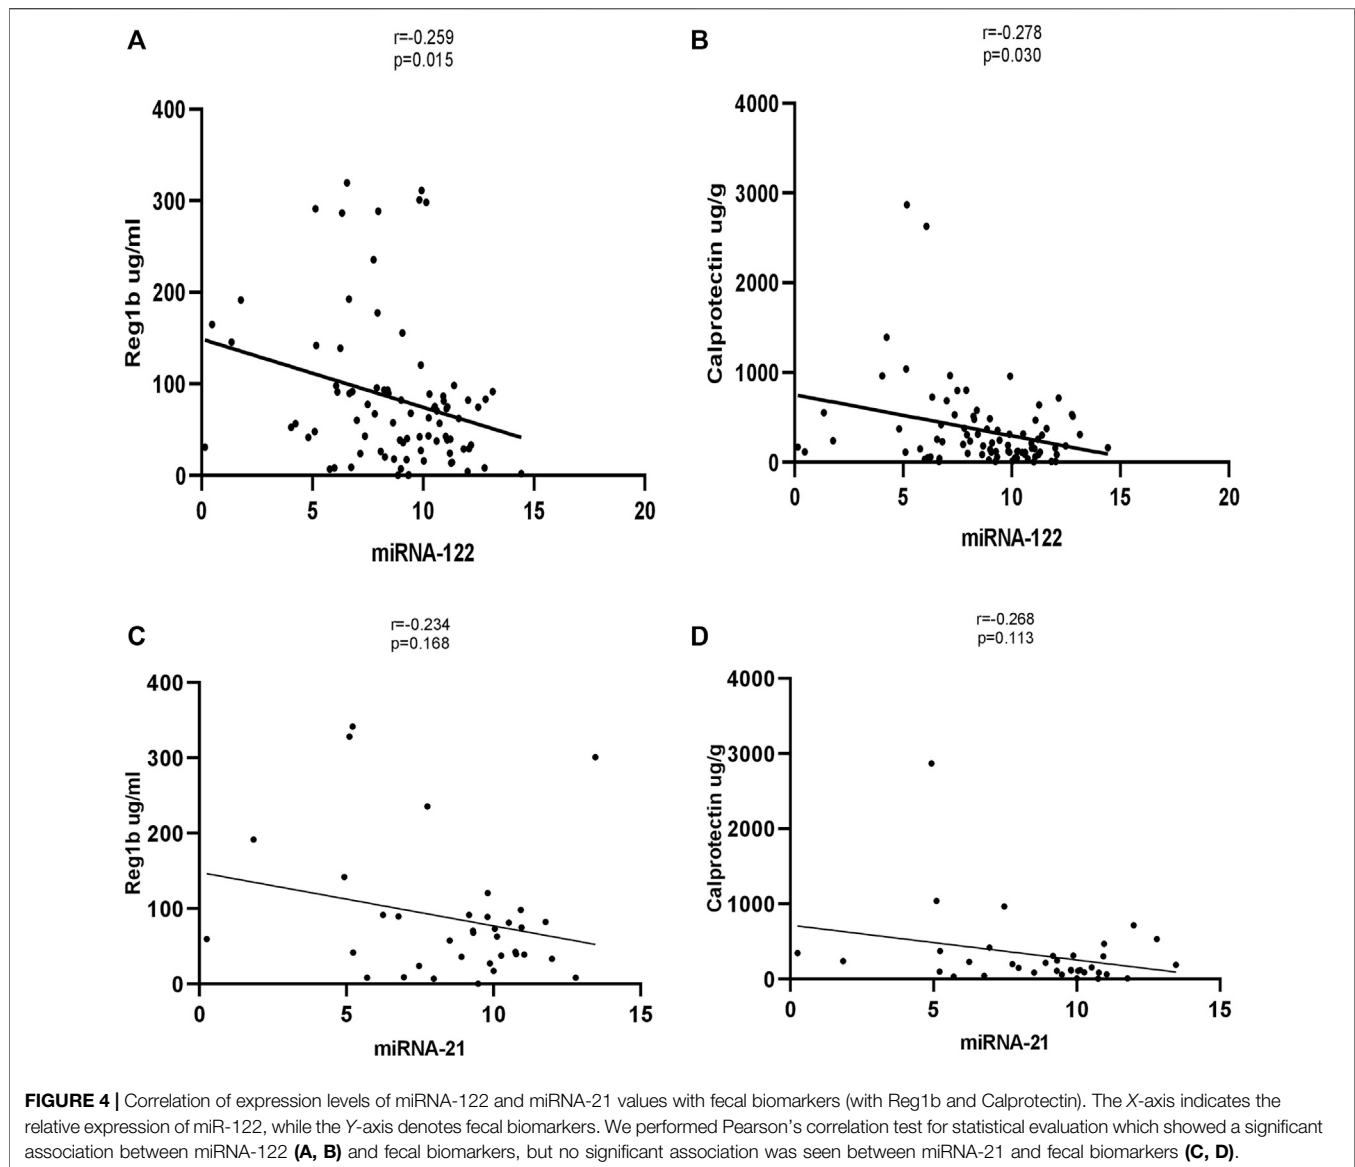 A
r=-0.259
p=0.015
400
300
200
100
0
Reg1b ug/ml
0 5 10 15 20
miRNA-122
B
r=-0.278
p=0.030
4000
3000
2000
1000
0
Calprotectin ug/g
0 5 10 15 20
miRNA-122
C
r=-0.234
p=0.168
400
300
200
100
0
Reg1b ug/ml
0 5 10 15
miRNA-21
D
r=-0.268
p=0.113
4000
3000
2000
1000
0
Calprotectin ug/g
0 5 10 15
miRNA-21
FIGURE 4 | Correlation of expression levels of miRNA-122 and miRNA-21 values with fecal biomarkers (with Reg1b and Calprotectin). The X-axis indicates the
relative expression of miR-122, while the Y-axis denotes fecal biomarkers. We performed Pearson's correlation test for statistical evaluation which showed a significant
association between miRNA-122 (A, B) and fecal biomarkers, but no significant association was seen between miRNA-21 and fecal biomarkers (C, D).